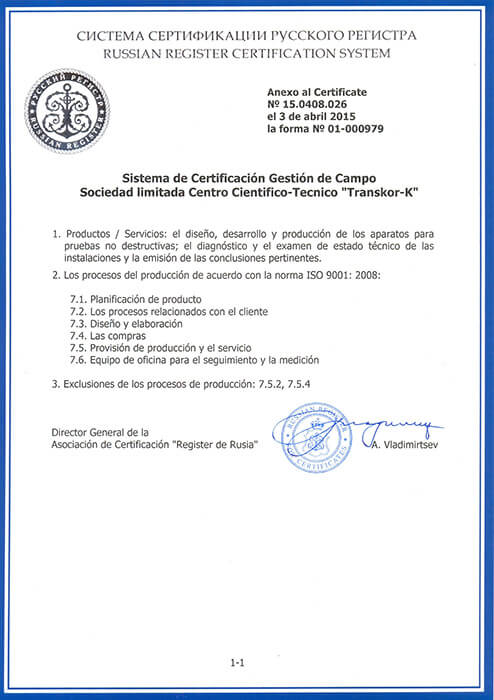 СИСТЕМА СЕРТИФИКАЦИИ РУССКОГО РЕГИСТРА
RUSSIAN REGISTER CERTIFICATION SYSTEM
РУССКИЙ РЕГИСТР
RUSSIAN REGISTER
Anexo al Certificate
№ 15.0408.026
el 3 de abril 2015
la forma № 01-000979
Sistema de Certificación Gestión de Campo
Sociedad limitada Centro Cientifico-Tecnico "Transkor-K"
1. Productos / Servicios: el diseño, desarrollo y producción de los aparatos para
pruebas no destructivas; el diagnóstico y el examen de estado técnico de las
instalaciones y la emisión de las conclusiones pertinentes.
2. Los procesos del producción de acuerdo con la norma ISO 9001: 2008:
7.1. Planificación de producto
7.2. Los procesos relacionados con el cliente
7.3. Diseño y elaboración
7.4. Las compras
7.5. Provisión de producción y el servicio
7.6. Equipo de oficina para el seguimiento y la medición
3. Exclusiones de los procesos de producción: 7.5.2, 7.5.4
Director General de la
Asociación de Certificación "Register de Rusia"
RUSSIAN REGISTER
CERTIFICATES
A. Vladimirtsev
1-1